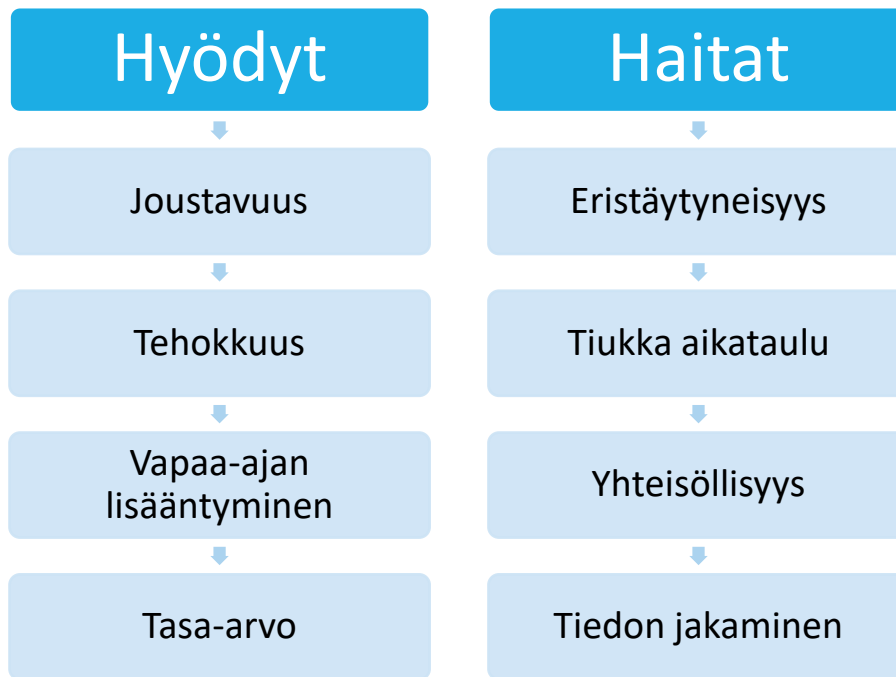 Hyödyt
Joustavuus
Tehokkuus
Vapaa-ajan
lisääntyminen
Tasa-arvo
Haitat
Eristäytyneisyys
Tiukka aikataulu
Yhteisöllisyys
Tiedon jakaminen